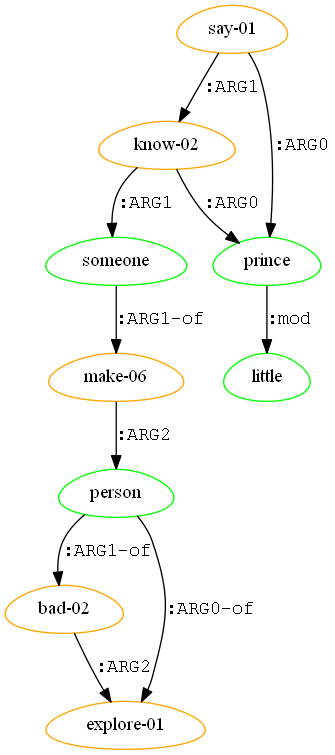 say-01
:ARG1
:ARG0
know-02
:ARG1
:ARG0
someone
prince
:ARG1-of
:mod
make-06
little
:ARG2
person
:ARG1-of
:ARG0-of
bad-02
:ARG2
explore-01